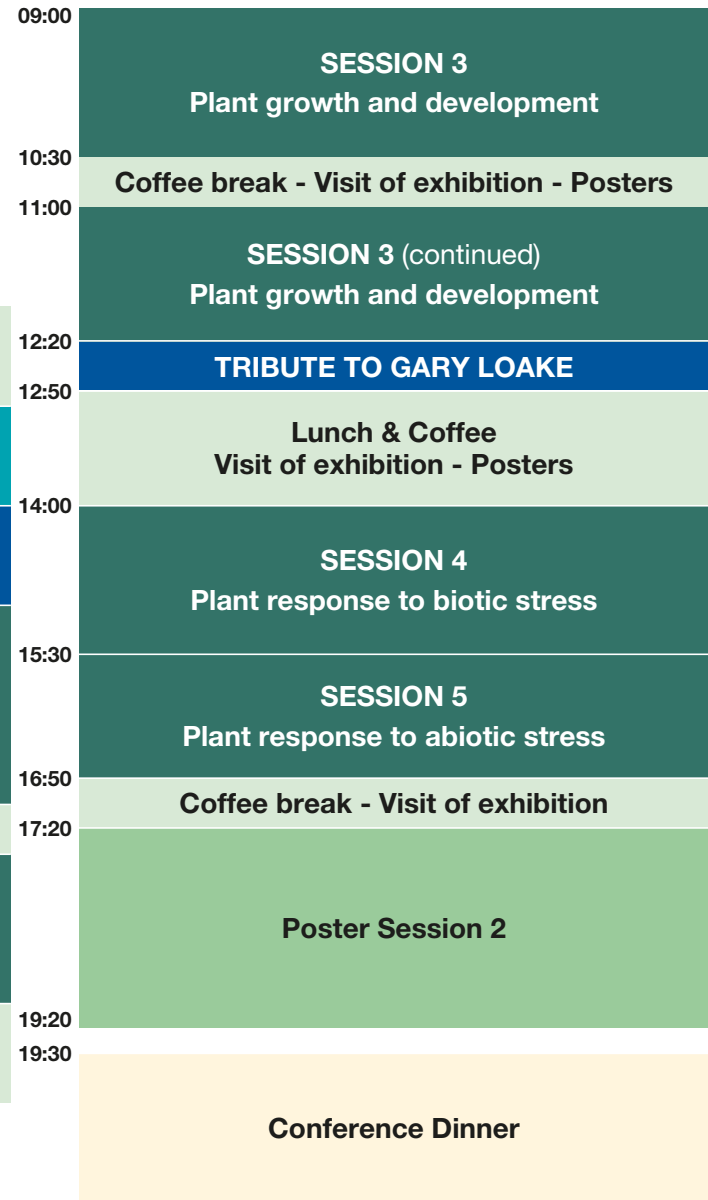 09:00
SESSION 3
Plant growth and development
10:30
Coffee break - Visit of exhibition - Posters
11:00
SESSION 3 (continued)
Plant growth and development
12:20
TRIBUTE TO GARY LOAKE
12:50
Lunch & Coffee
Visit of exhibition - Posters
14:00
SESSION 4
Plant response to biotic stress
15:30
SESSION 5
Plant response to abiotic stress
16:50
Coffee break - Visit of exhibition
17:20
Poster Session 2
19:20
19:30
Conference Dinner